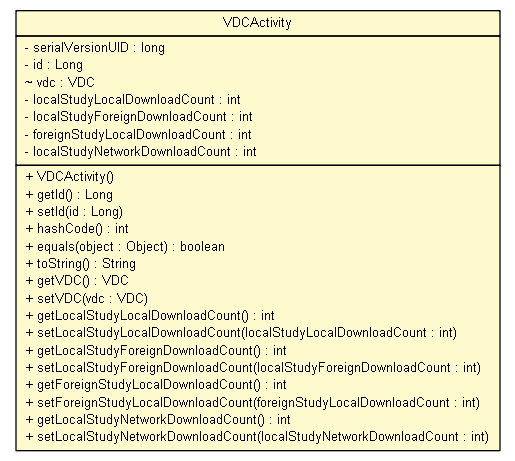 VDCActivity
- serialVersionUID : long
- id : Long
~ vdc : VDC
- localStudyLocalDownloadCount : int
- localStudyForeignDownloadCount : int
- foreignStudyLocalDownloadCount : int
- localStudyNetworkDownloadCount : int
+ VDCActivity()
+ getId() : Long
+ setId(id : Long)
+ hashCode() : int
+ equals(object : Object) : boolean
+ toString() : String
+ getVDC() : VDC
+ setVDC(vdc : VDC)
+ getLocalStudyLocalDownloadCount() : int
+ setLocalStudyLocalDownloadCount(localStudyLocalDownloadCount : int)
+ getLocalStudyForeignDownloadCount() : int
+ setLocalStudyForeignDownloadCount(localStudyForeignDownloadCount : int)
+ getForeignStudyLocalDownloadCount() : int
+ setForeignStudyLocalDownloadCount(foreignStudyLocalDownloadCount : int)
+ getLocalStudyNetworkDownloadCount() : int
+ setLocalStudyNetworkDownloadCount(localStudyNetworkDownloadCount : int)